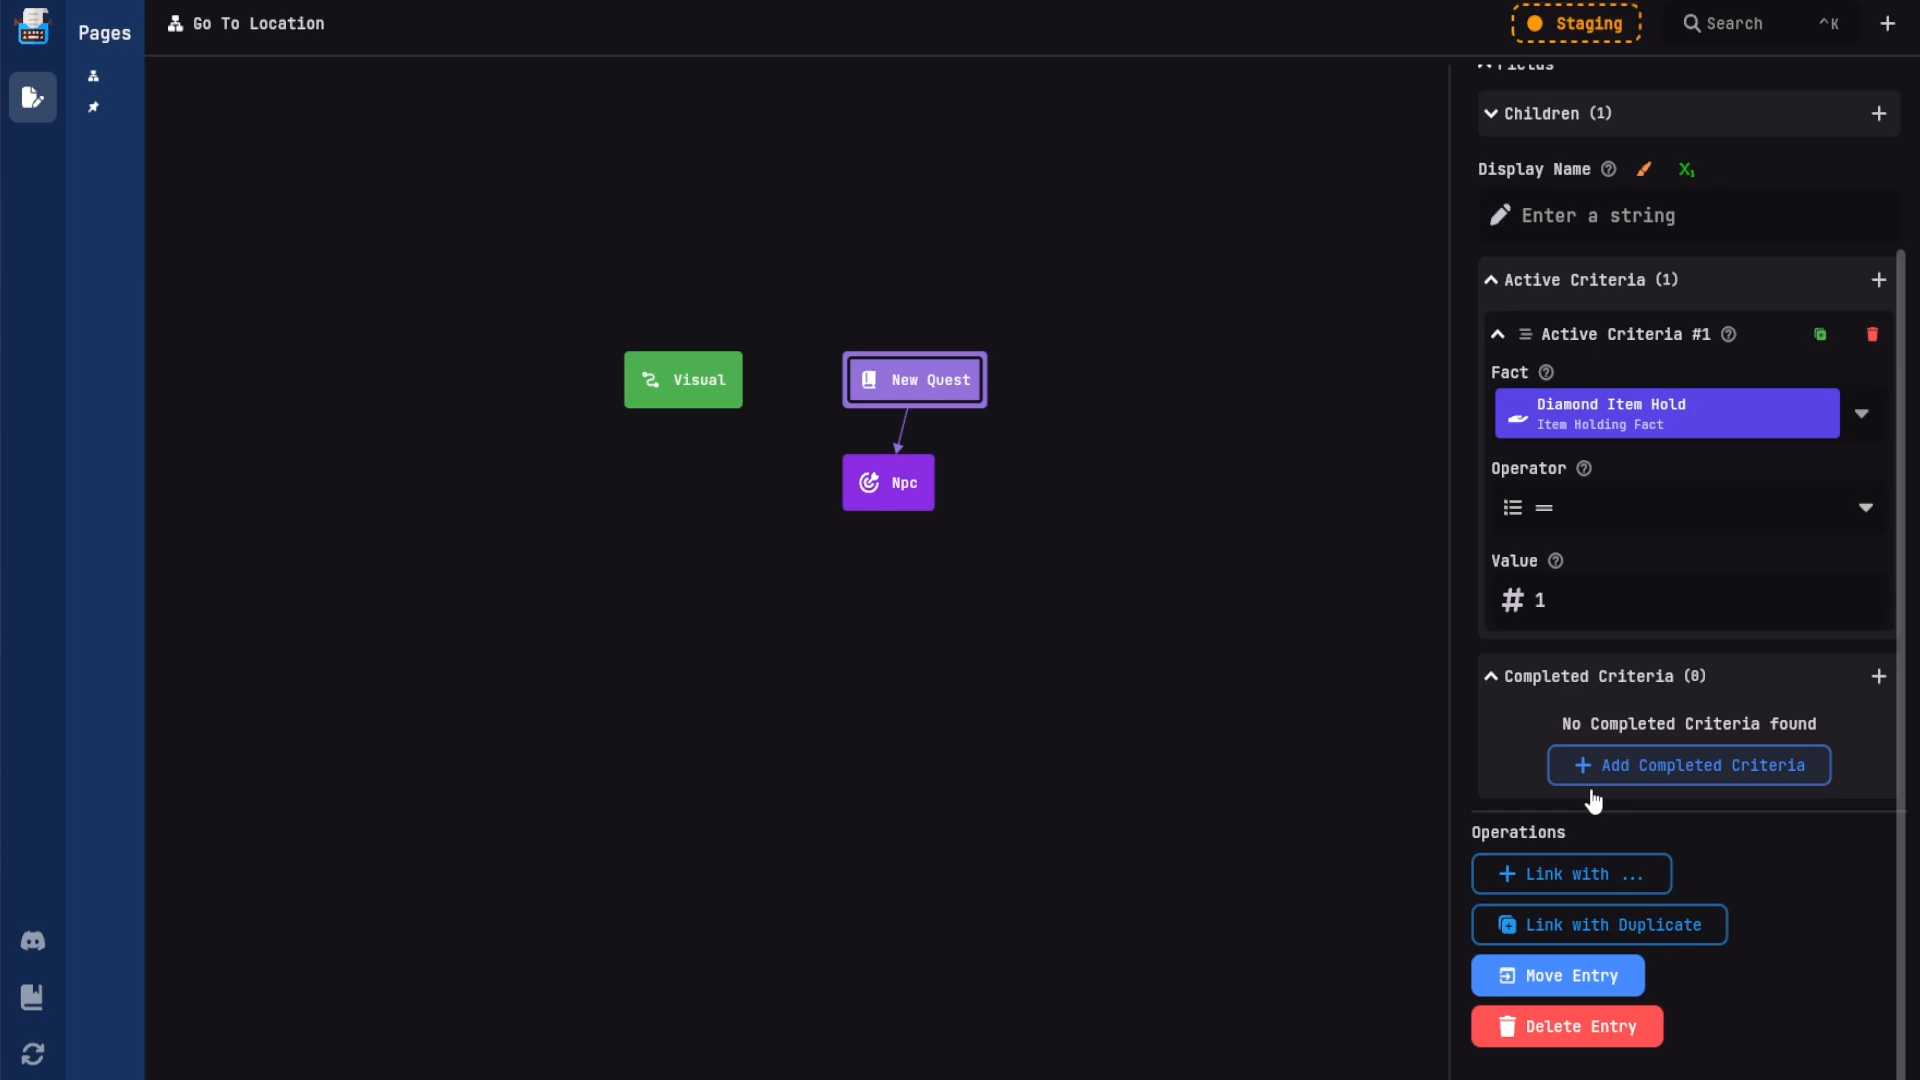 Pages
Go To Location
Staging
Search
^K
Fields
Children (1)
Display Name
Enter a string
Active Criteria (1)
Active Criteria #1
Fact
Diamond Item Hold
Item Holding Fact
Operator
=
Value
# 1
Completed Criteria (0)
No Completed Criteria found
+ Add Completed Criteria
Operations
+ Link with ...
Link with Duplicate
Move Entry
Delete Entry
Visual
New Quest
Npc